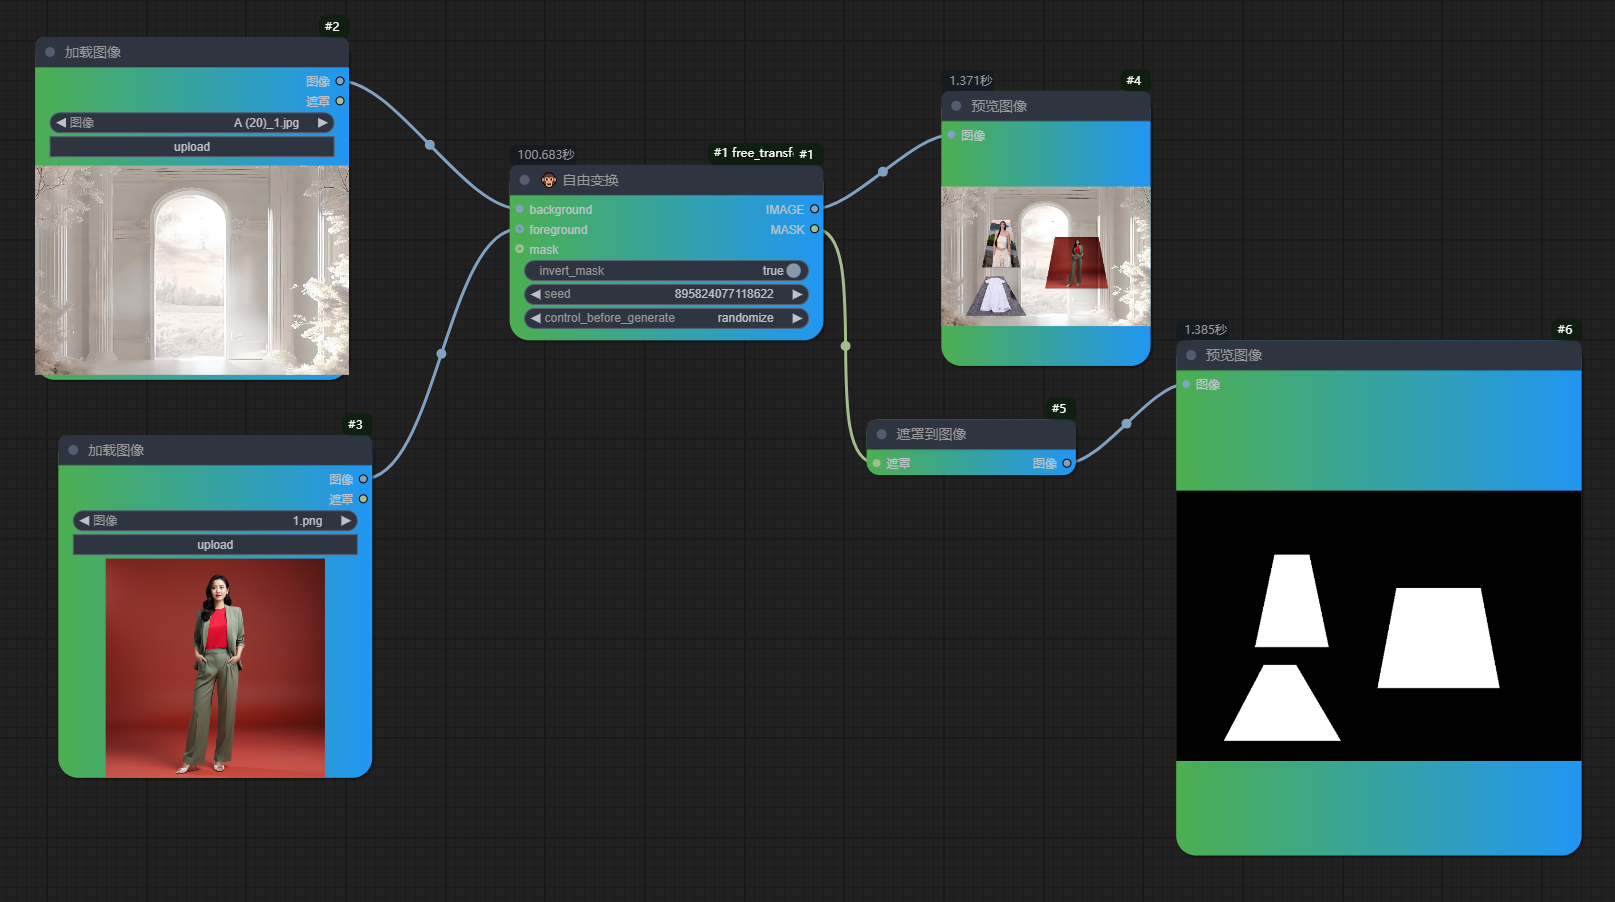 #2
加载图像
图像
遮罩
图像 A (20)_1.jpg
upload
#3
加载图像
图像
遮罩
图像 1.png
upload
100.683秒 #1 free_transf #1
自由变换
background IMAGE
foreground MASK
mask
invert_mask true
seed 895824077118622
control_before_generate randomize
1.371秒 #4
预览图像
图像
#5
遮罩到图像
遮罩 图像
1.385秒 #6
预览图像
图像